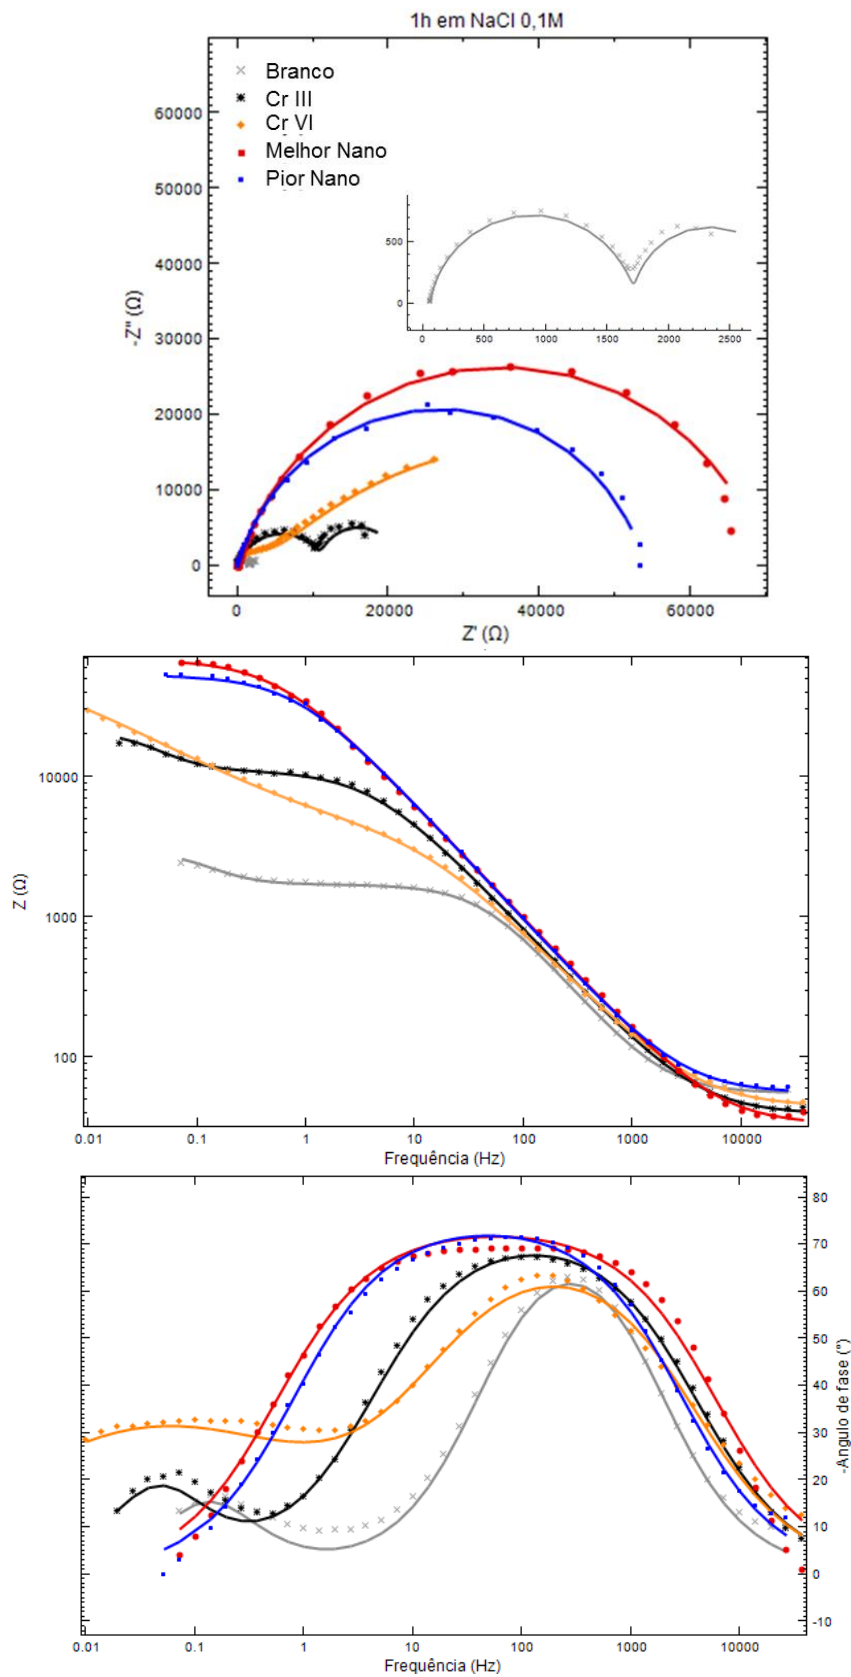 1h em NaCl 0,1M
Branco
Cr III
Cr VI
Melhor Nano
Pior Nano
60000
50000
40000
30000
20000
10000
0
-Z'' (Ω)
500
0
0 500 1000 1500 2000 2500
0 20000 40000 60000
Z' (Ω)
10000
1000
100
Z (Ω)
0.01 0.1 1 10 100 1000 10000
Frequência (Hz)
80
70
60
50
40
30
20
10
0
-10
-Angulo de fase (°)
0.01 0.1 1 10 100 1000 10000
Frequência (Hz)